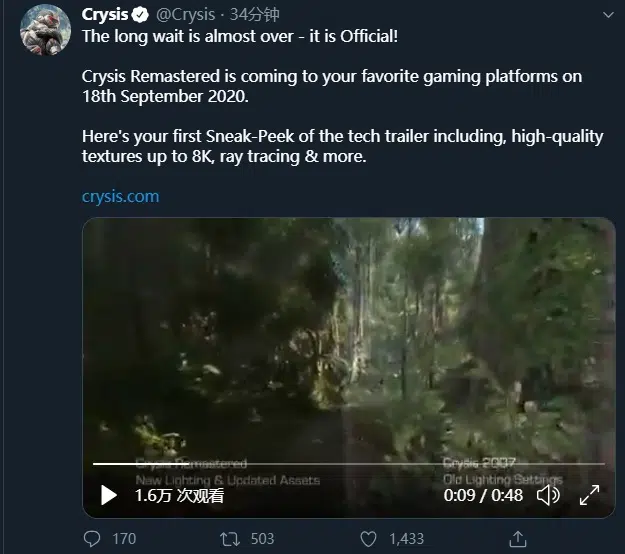 Crysis @Crysis · 34分钟
The long wait is almost over - it is Official!
Crysis Remastered is coming to your favorite gaming platforms on
18th September 2020.
Here's your first Sneak-Peek of the tech trailer including, high-quality
textures up to 8K, ray tracing & more.
crysis.com
Crysis Remastered
New Lighting & Updated Assets
Crysis 2007
Old Lighting Settings
1.6万 次观看
0:09 / 0:48
170
503
1,433